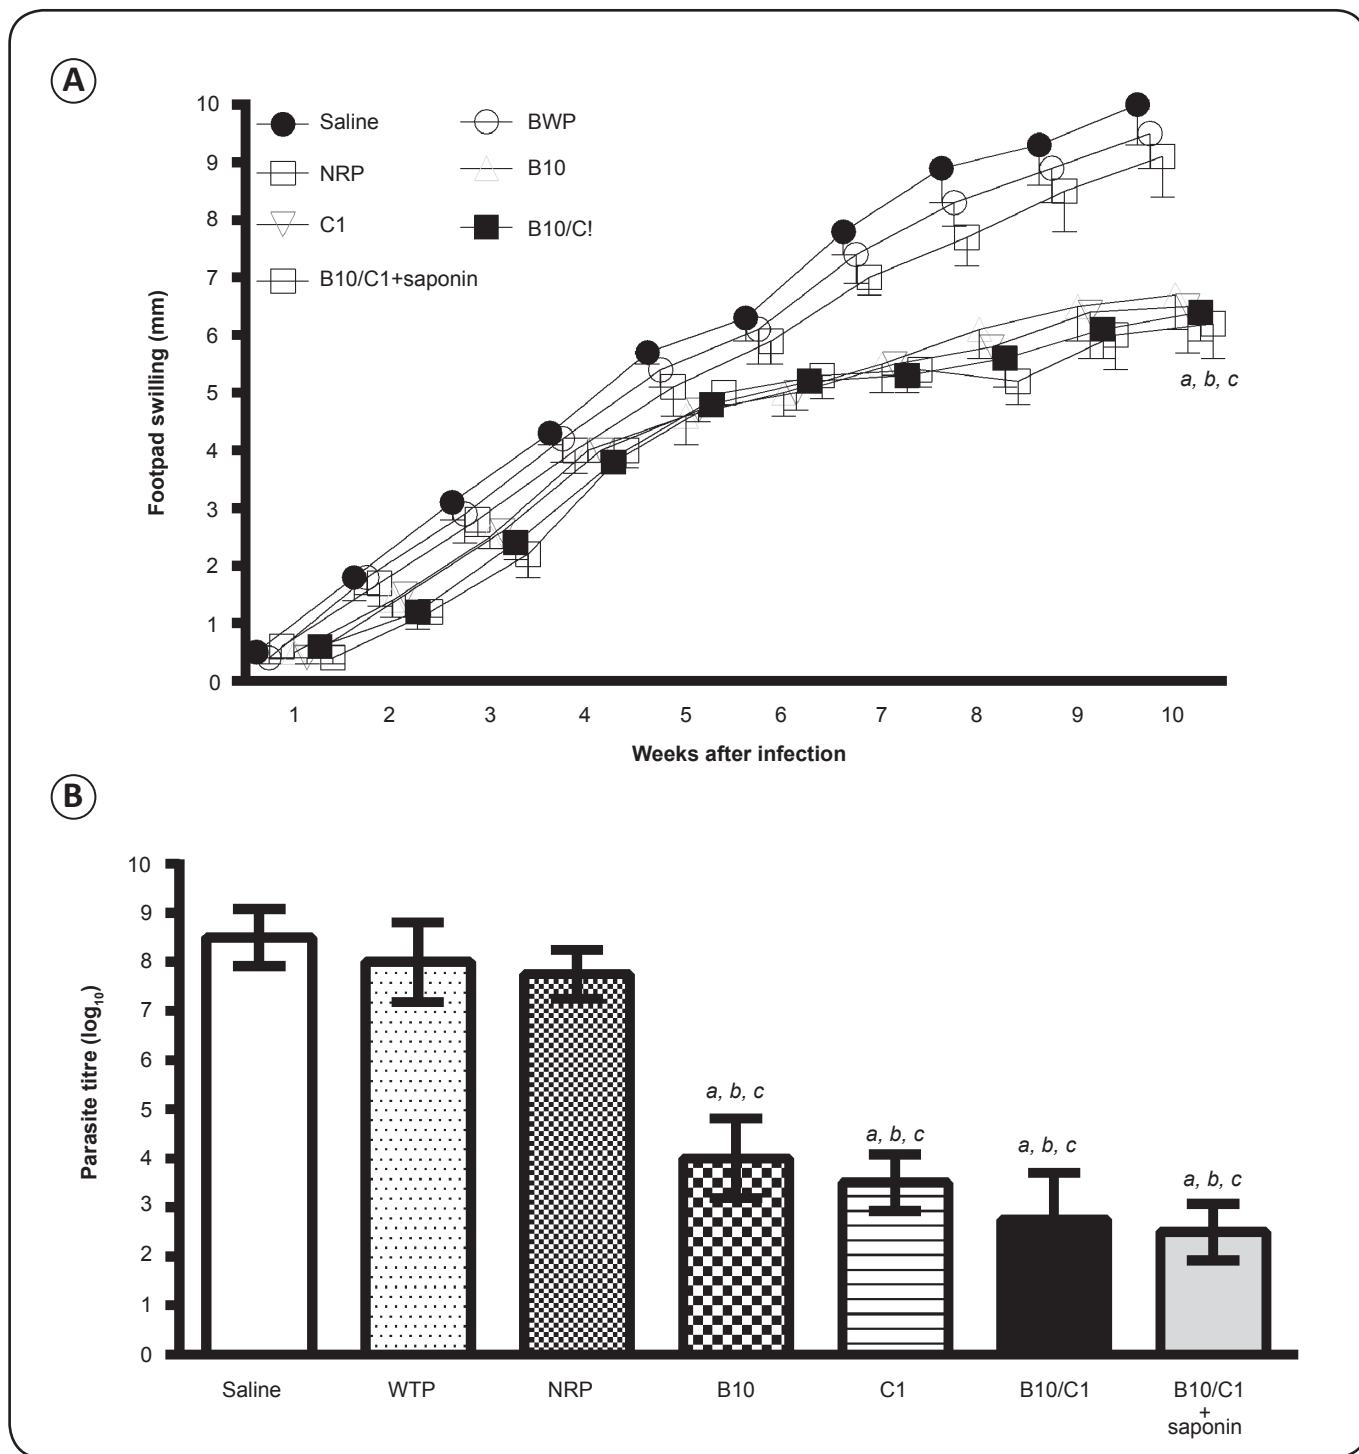 A
10
9
8
7
6
5
4
3
2
1
0
Footpad swilling (mm)
Saline
BWP
NRP
B10
C1
B10/C!
B10/C1+saponin
a, b, c
1 2 3 4 5 6 7 8 9 10
Weeks after infection
B
10
9
8
7
6
5
4
3
2
1
0
Parasite titre (log₁₀)
a, b, c
a, b, c
a, b, c
a, b, c
Saline WTP NRP B10 C1 B10/C1 B10/C1
+
saponin